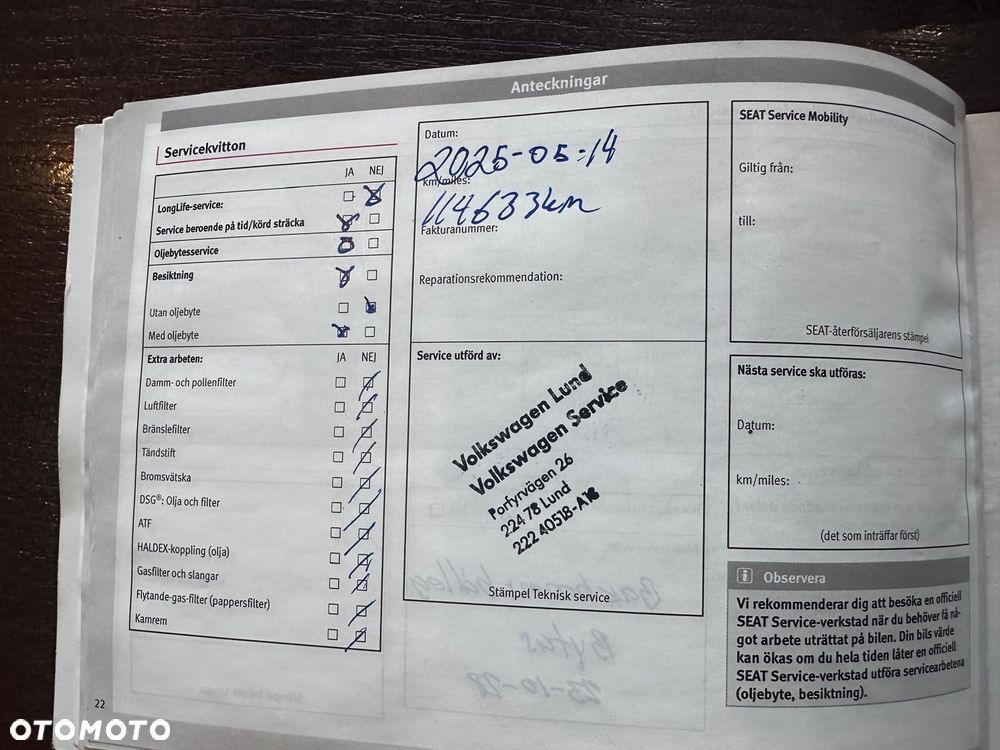 Anteckningar
Servicekvitton
JA NEJ
LongLife-service:
Service beroende på tid/körd sträcka
Oljebytesservice
Besiktning
Utan oljebyte
Med oljebyte
Extra arbeten: JA NEJ
Damm- och pollenfilter
Luftfilter
Bränslefilter
Tändstift
Bromsvätska
DSG®: Olja och filter
ATF
HALDEX-koppling (olja)
Gasfilter och slangar
Flytande-gas-filter (pappersfilter)
Kamrem
Datum:
2025-05-14
km/miles:
114633km
Fakturanummer:
Reparationsrekommendation:
Service utförd av:
Volkswagen Lund
Volkswagen Service
Porfyrvägen 26
224 78 Lund
222 40518-A18
Stämpel Teknisk service
SEAT Service Mobility
Giltig från:
till:
SEAT-återförsäljarens stämpel
Nästa service ska utföras:
Datum:
km/miles:
(det som inträffar först)
i Observera
Vi rekommenderar dig att besöka en officiell
SEAT Service-verkstad när du behöver få nå-
got arbete uträttat på bilen. Din bils värde
kan ökas om du hela tiden låter en officiell
SEAT Service-verkstad utföra servicearbetena
(oljebyte, besiktning).
22
OTOMOTO